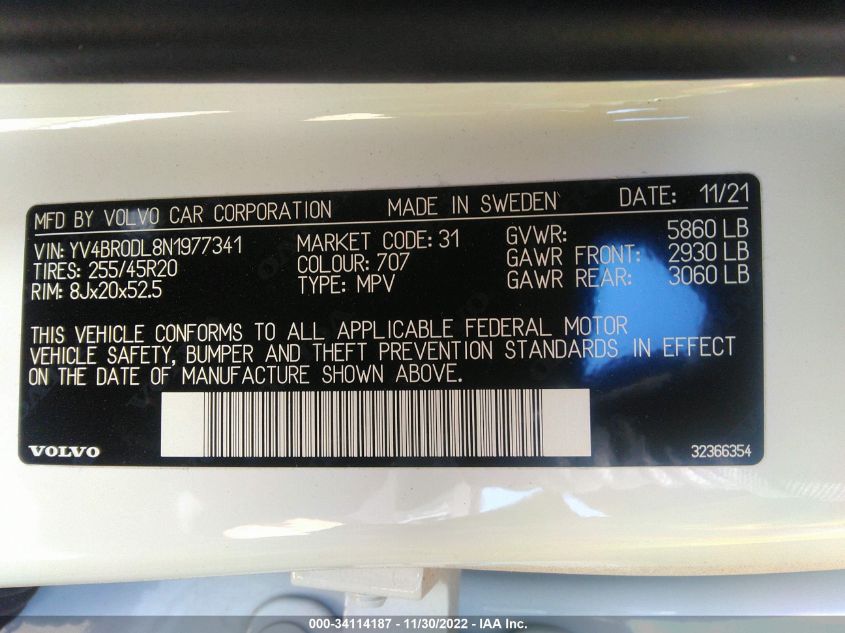 MFD BY VOLVO CAR CORPORATION MADE IN SWEDEN DATE: 11/21
VIN: YV4BR0DL8N1977341 MARKET CODE: 31 GVWR: 5860 LB
TIRES: 255/45R20 COLOUR: 707 GAWR FRONT: 2930 LB
RIM: 8Jx20x52.5 TYPE: MPV GAWR REAR: 3060 LB
THIS VEHICLE CONFORMS TO ALL APPLICABLE FEDERAL MOTOR
VEHICLE SAFETY, BUMPER AND THEFT PREVENTION STANDARDS IN EFFECT
ON THE DATE OF MANUFACTURE SHOWN ABOVE.
VOLVO 32366354
000-34114187 - 11/30/2022 - IAA Inc.